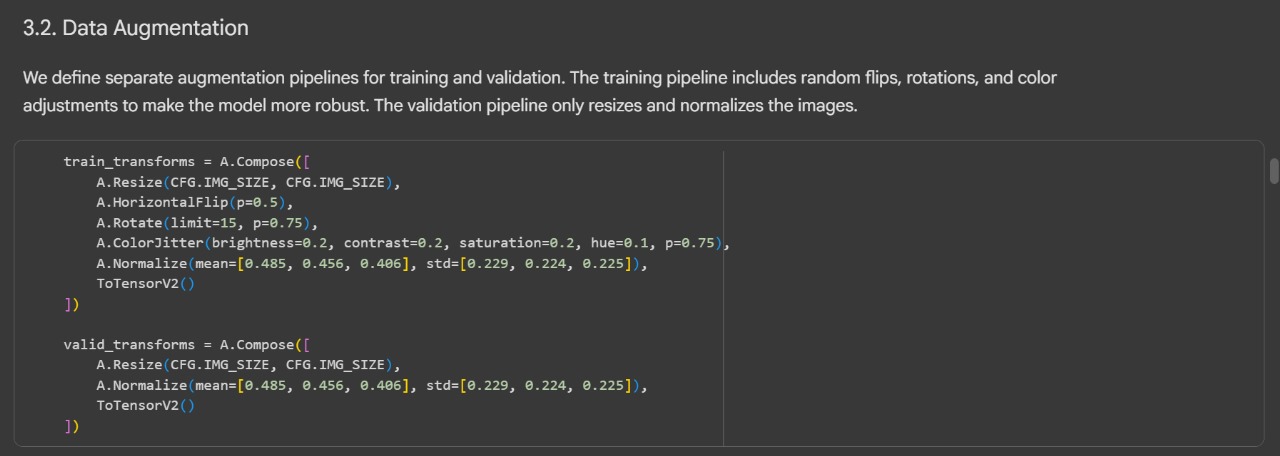 3.2. Data Augmentation
We define separate augmentation pipelines for training and validation. The training pipeline includes random flips, rotations, and color
adjustments to make the model more robust. The validation pipeline only resizes and normalizes the images.
train_transforms = A.Compose([
    A.Resize(CFG.IMG_SIZE, CFG.IMG_SIZE),
    A.HorizontalFlip(p=0.5),
    A.Rotate(limit=15, p=0.75),
    A.ColorJitter(brightness=0.2, contrast=0.2, saturation=0.2, hue=0.1, p=0.75),
    A.Normalize(mean=[0.485, 0.456, 0.406], std=[0.229, 0.224, 0.225]),
    ToTensorV2()
])
valid_transforms = A.Compose([
    A.Resize(CFG.IMG_SIZE, CFG.IMG_SIZE),
    A.Normalize(mean=[0.485, 0.456, 0.406], std=[0.229, 0.224, 0.225]),
    ToTensorV2()
])